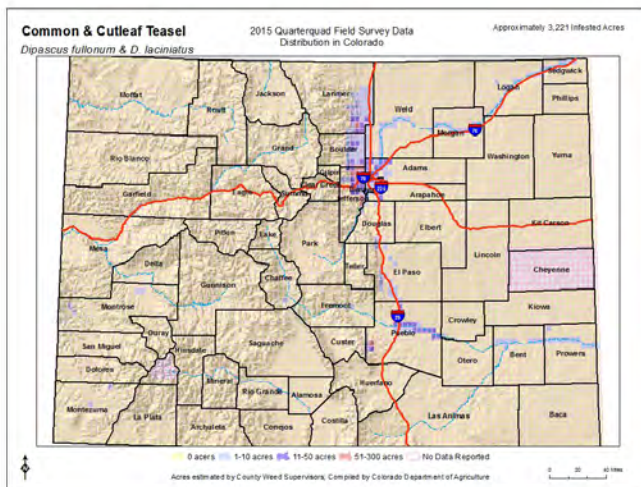 Common & Cutleaf Teasel
Dipascus fullonum & D. laciniatus
2015 Quarterquad Field Survey Data
Distribution in Colorado
Approximately 3,221 Infested Acres
Moffat
Routt
Jackson
Larimer
Weld
Logan
Sedgwick
Phillips
Morgan
76
Grand
Boulder
Rio Blanco
Washington
Yuma
Adams
Garfield
Eagle
Summit
Arapahoe
Jefferson
Douglas
Elbert
Kit Carson
Pitkin
Lake
Park
Mesa
Delta
Lincoln
Teller
El Paso
Cheyenne
Gunnison
Chaffee
Fremont
Montrose
Kiowa
Crowley
25
Pueblo
Ouray
Saguache
Custer
San Miguel
Hinsdale
Otero
Bent
Prowers
Dolores
Huerfano
Mineral
Rio Grande
Alamosa
Montezuma
La Plata
Las Animas
Archuleta
Conejos
Costilla
Baca
0 acres 1-10 acres 11-50 acres 51-300 acres No Data Reported
Acres estimated by County Weed Supervisors; Compiled by Colorado Department of Agriculture
N
0 20 40 Miles